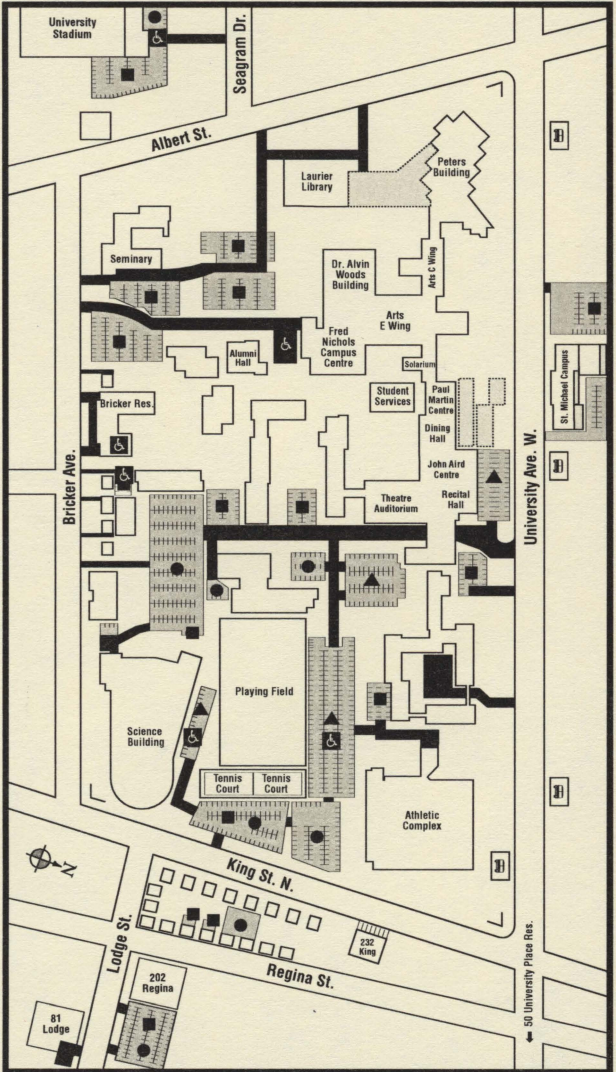 University
Stadium
Seagram Dr.
Albert St.
Laurier
Library
Peters
Building
Seminary
Dr. Alvin
Woods
Building
Arts C Wing
Arts
E Wing
Fred
Nichols
Campus
Centre
Alumni
Hall
Solarium
Student
Services
Paul
Martin
Centre
Dining
Hall
St. Michael Campus
Bricker Res.
Bricker Ave.
John Aird
Centre
Recital
Hall
Theatre
Auditorium
University Ave. W.
Playing Field
Science
Building
Tennis
Court
Tennis
Court
Athletic
Complex
N
King St. N.
Lodge St.
232
King
Regina St.
202
Regina
81
Lodge
← 50 University Place Res.